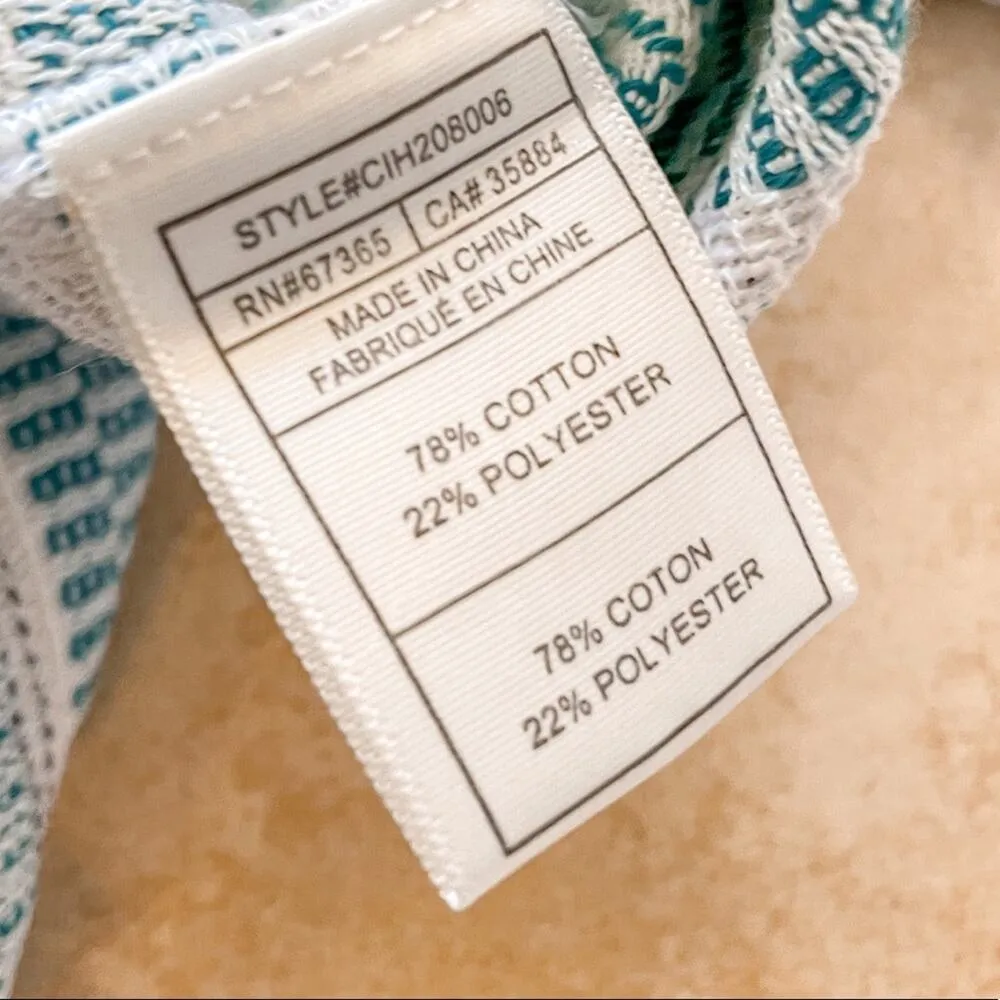 STYLE#CIH208006
RN#67365 CA# 35884
MADE IN CHINA
FABRIQUÉ EN CHINE
78% COTTON
22% POLYESTER
78% COTON
22% POLYESTER